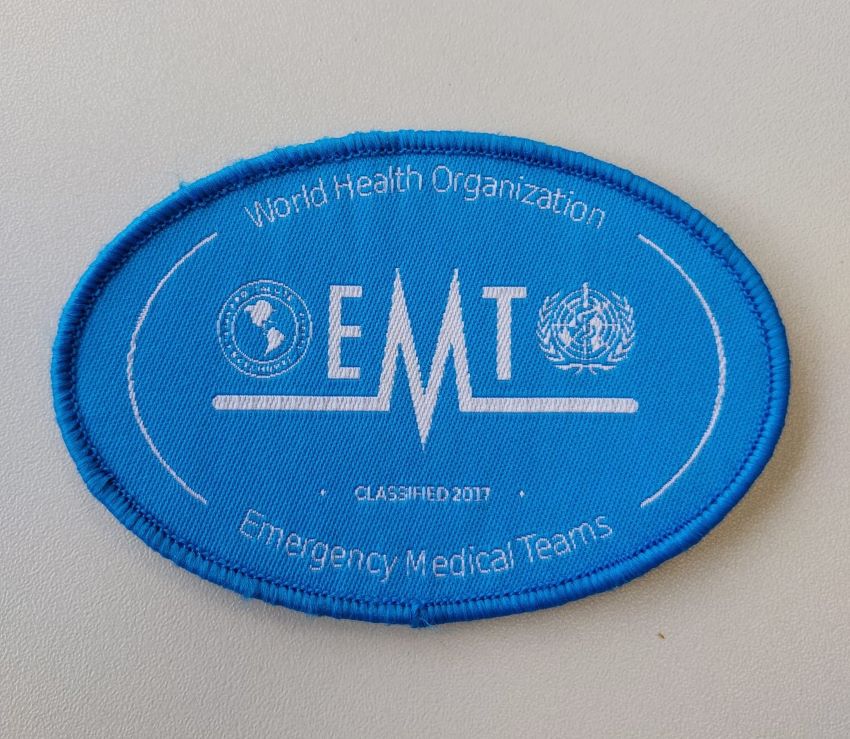 World Health Organization
EMT
CLASSIFIED 2017
Emergency Medical Teams